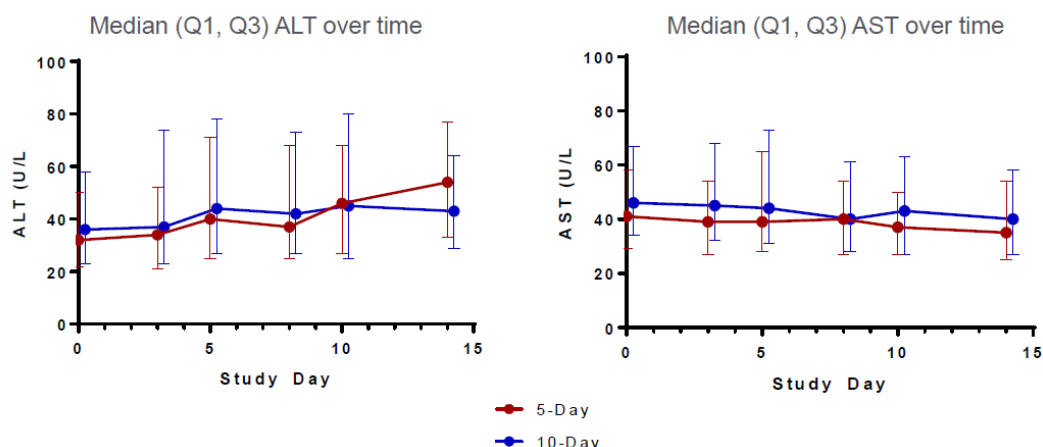 Median (Q1, Q3) ALT over time
100
80
60
40
20
0
ALT (U/L
0 5 10 15
Study Day
Median (Q1, Q3) AST over time
100
80
60
40
20
0
AST (U/L
0 5 10 15
Study Day
5-Day
10-Day